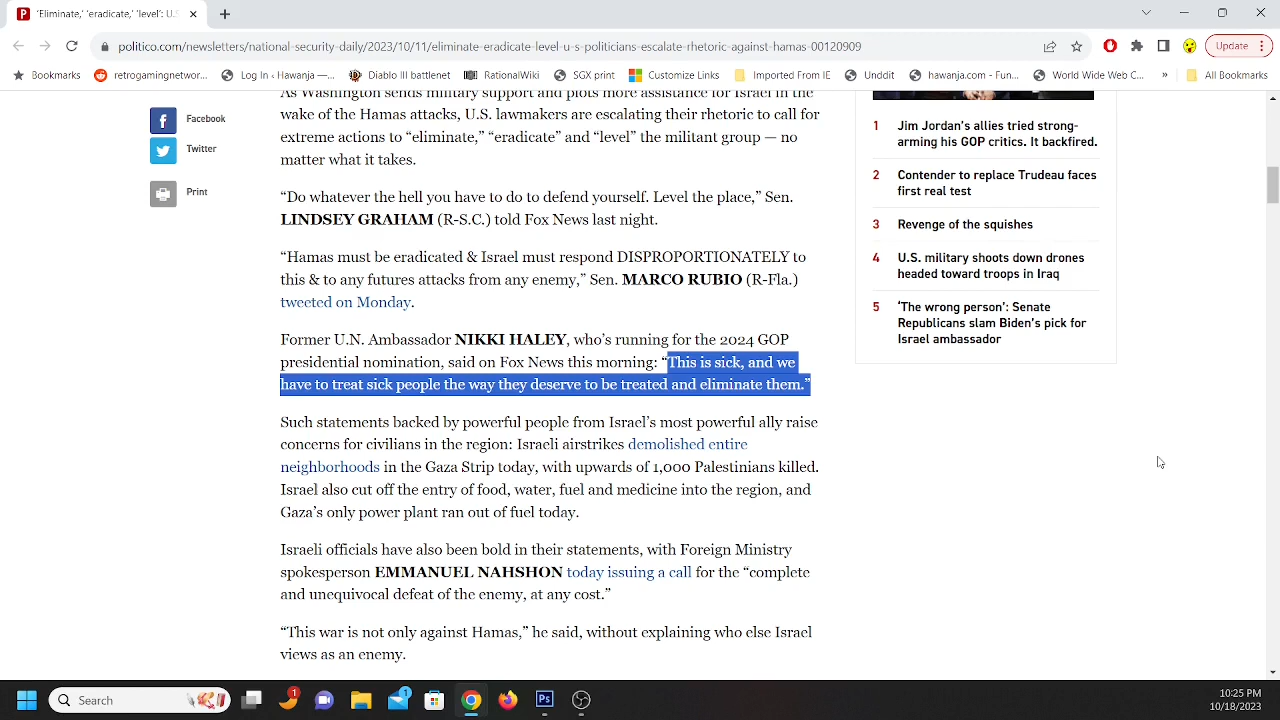 'Eliminate,' 'eradicate,' 'level': U.S
politico.com/newsletters/national-security-daily/2023/10/11/eliminate-eradicate-level-u-s-politicians-escalate-rhetoric-against-hamas-00120909
Update
Bookmarks
retrogamingnetwor...
Log In ‹ Hawanja —...
Diablo III battlenet
RationalWiki
SGX print
Customize Links
Imported From IE
Unddit
hawanja.com - Fun...
World Wide Web C...
»
All Bookmarks
Facebook
Twitter
Print
As Washington sends military support and plots more assistance for Israel in the
wake of the Hamas attacks, U.S. lawmakers are escalating their rhetoric to call for
extreme actions to “eliminate,” “eradicate” and “level” the militant group — no
matter what it takes.
“Do whatever the hell you have to do to defend yourself. Level the place,” Sen.
LINDSEY GRAHAM (R-S.C.) told Fox News last night.
“Hamas must be eradicated & Israel must respond DISPROPORTIONATELY to
this & to any futures attacks from any enemy,” Sen. MARCO RUBIO (R-Fla.)
tweeted on Monday.
Former U.N. Ambassador NIKKI HALEY, who’s running for the 2024 GOP
presidential nomination, said on Fox News this morning: “This is sick, and we
have to treat sick people the way they deserve to be treated and eliminate them.”
Such statements backed by powerful people from Israel’s most powerful ally raise
concerns for civilians in the region: Israeli airstrikes demolished entire
neighborhoods in the Gaza Strip today, with upwards of 1,000 Palestinians killed.
Israel also cut off the entry of food, water, fuel and medicine into the region, and
Gaza’s only power plant ran out of fuel today.
Israeli officials have also been bold in their statements, with Foreign Ministry
spokesperson EMMANUEL NAHSHON today issuing a call for the “complete
and unequivocal defeat of the enemy, at any cost.”
“This war is not only against Hamas,” he said, without explaining who else Israel
views as an enemy.
1 Jim Jordan’s allies tried strong-
arming his GOP critics. It backfired.
2 Contender to replace Trudeau faces
first real test
3 Revenge of the squishes
4 U.S. military shoots down drones
headed toward troops in Iraq
5 ‘The wrong person’: Senate
Republicans slam Biden’s pick for
Israel ambassador
Search
1
1
Ps
10:25 PM
10/18/2023